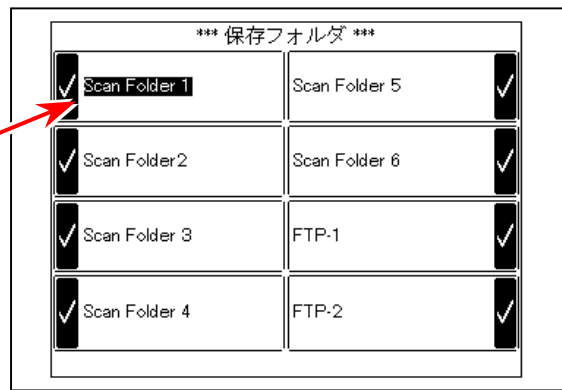 *** 保存フォルダ ***
Scan Folder 1
Scan Folder 5
Scan Folder2
Scan Folder 6
Scan Folder 3
FTP-1
Scan Folder 4
FTP-2